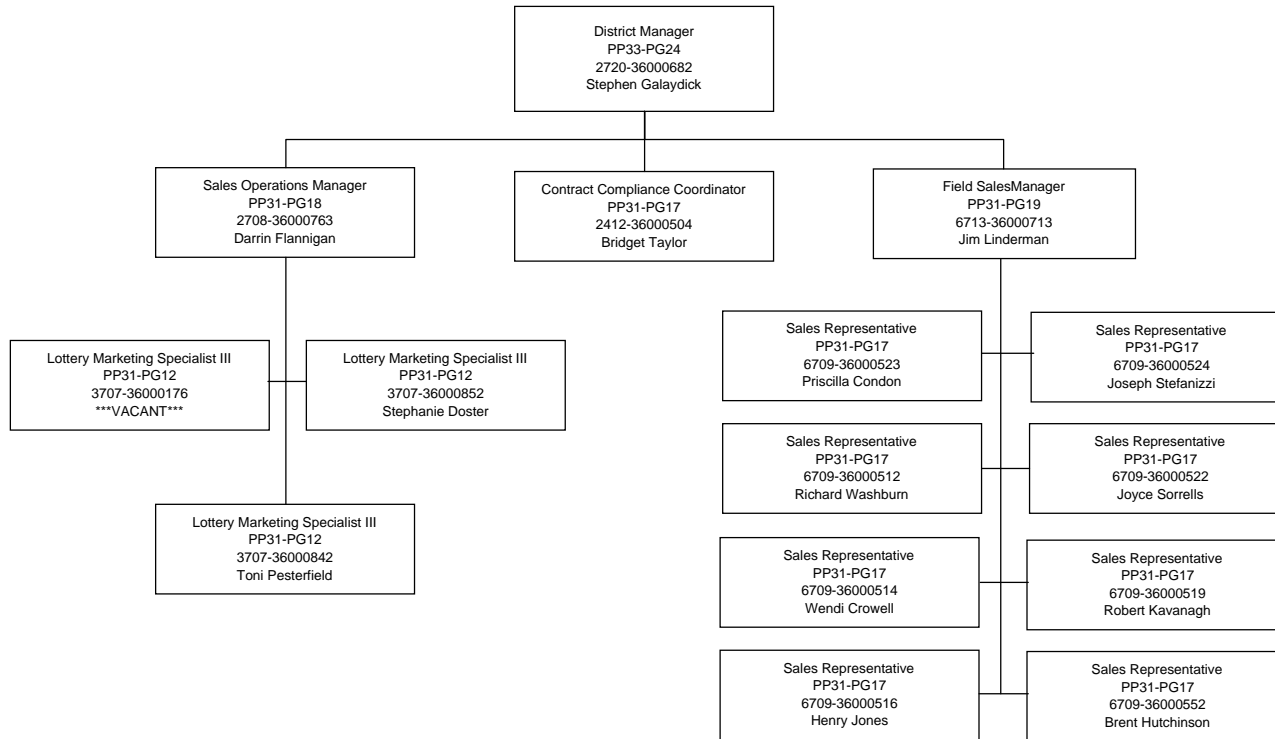 District Manager
PP33-PG24
2720-36000682
Stephen Galaydick
Sales Operations Manager
PP31-PG18
2708-36000763
Darrin Flannigan
Contract Compliance Coordinator
PP31-PG17
2412-36000504
Bridget Taylor
Field SalesManager
PP31-PG19
6713-36000713
Jim Linderman
Lottery Marketing Specialist III
PP31-PG12
3707-36000176
***VACANT***
Lottery Marketing Specialist III
PP31-PG12
3707-36000852
Stephanie Doster
Lottery Marketing Specialist III
PP31-PG12
3707-36000842
Toni Pesterfield
Sales Representative
PP31-PG17
6709-36000523
Priscilla Condon
Sales Representative
PP31-PG17
6709-36000524
Joseph Stefanizzi
Sales Representative
PP31-PG17
6709-36000512
Richard Washburn
Sales Representative
PP31-PG17
6709-36000522
Joyce Sorrells
Sales Representative
PP31-PG17
6709-36000514
Wendi Crowell
Sales Representative
PP31-PG17
6709-36000519
Robert Kavanagh
Sales Representative
PP31-PG17
6709-36000516
Henry Jones
Sales Representative
PP31-PG17
6709-36000552
Brent Hutchinson